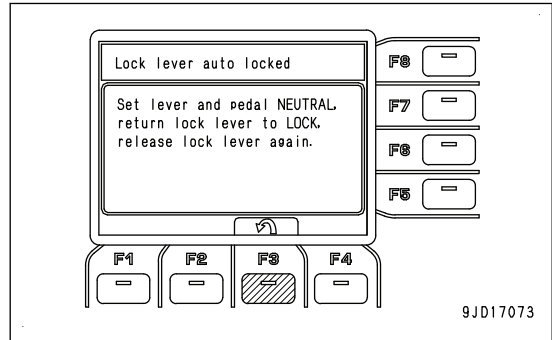 Lock lever auto locked
Set lever and pedal NEUTRAL,
return lock lever to LOCK,
release lock lever again.
F6
F7
F6
F5
F1
F2
F3
F4
9JD17073